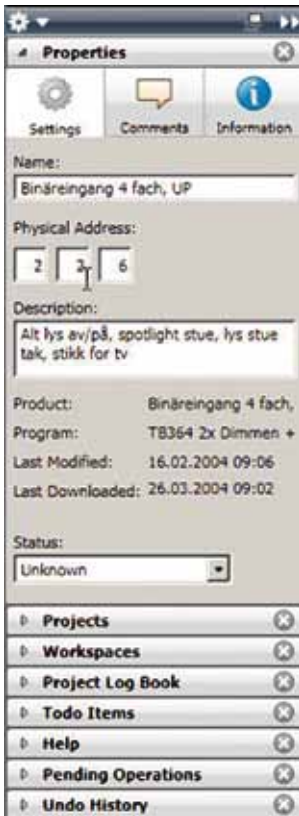 Properties
Settings Comments Information
Name:
Binäreingang 4 fach, UP
Physical Address:
2 6
Description:
Alt lys av/på, spotlight stue, lys stue
tak, stikk for tv
Product: Binäreingang 4 fach,
Program: TB364 2x Dimmen +
Last Modified: 16.02.2004 09:06
Last Downloaded: 26.03.2004 09:02
Status:
Unknown
Projects
Workspaces
Project Log Book
Todo Items
Help
Pending Operations
Undo History